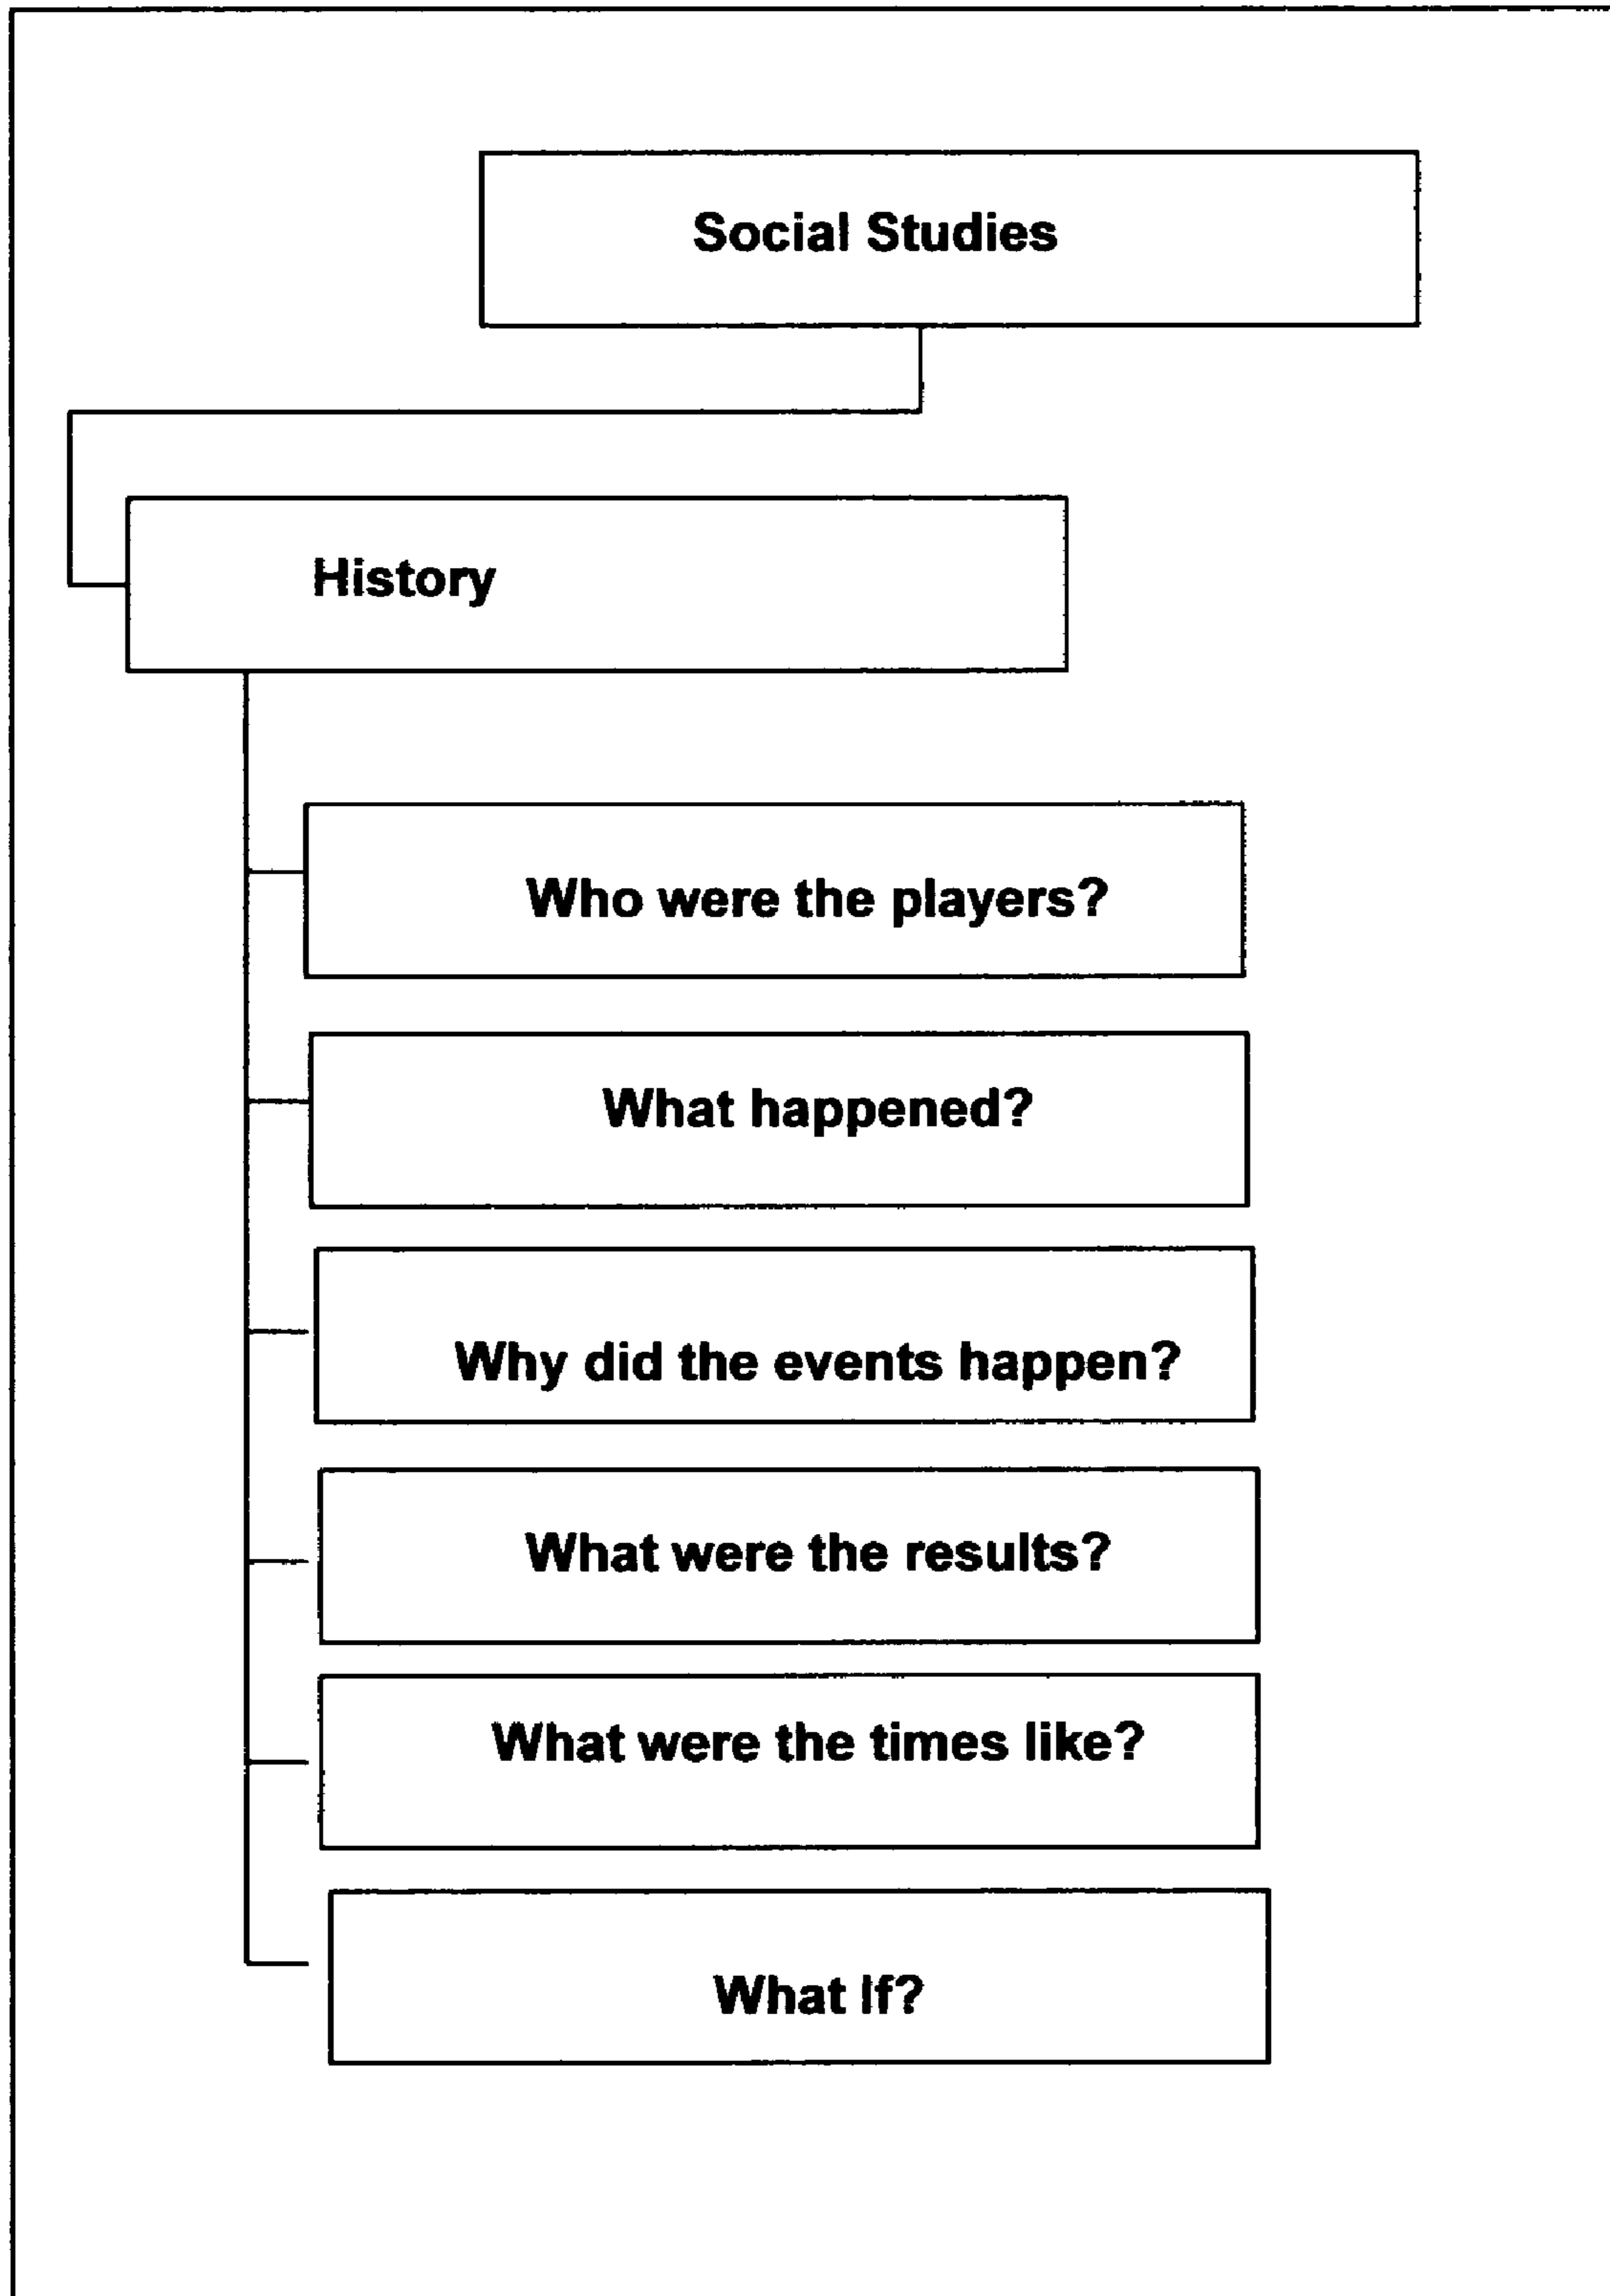 Social Studies
History
Who were the players?
What happened?
Why did the events happen?
What were the results?
What were the times like?
What If?